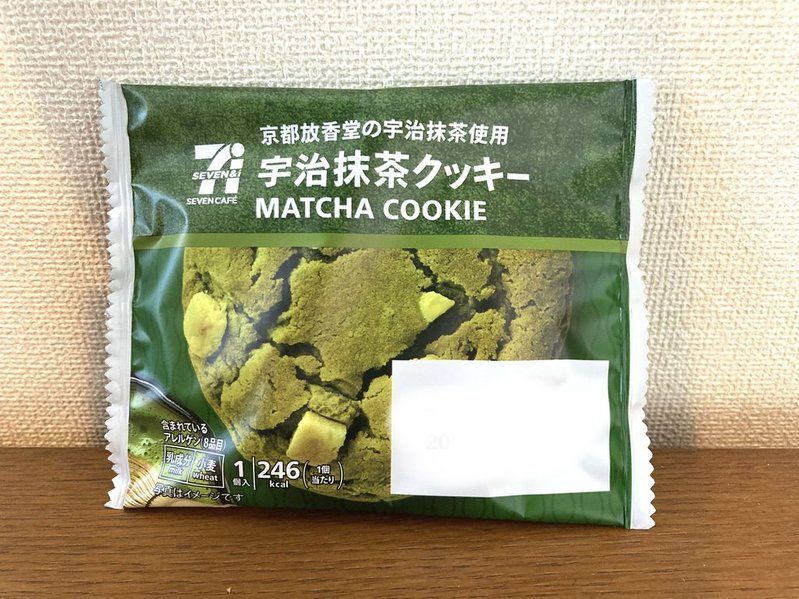 京都放香堂の宇治抹茶使用
SEVEN&i
SEVEN CAFÉ
宇治抹茶クッキー
MATCHA COOKIE
含まれている
アレルゲン(8品目)
乳成分
milk
小麦
wheat
1
個入
246
kcal
(1個
当たり)
写真はイメージです
20